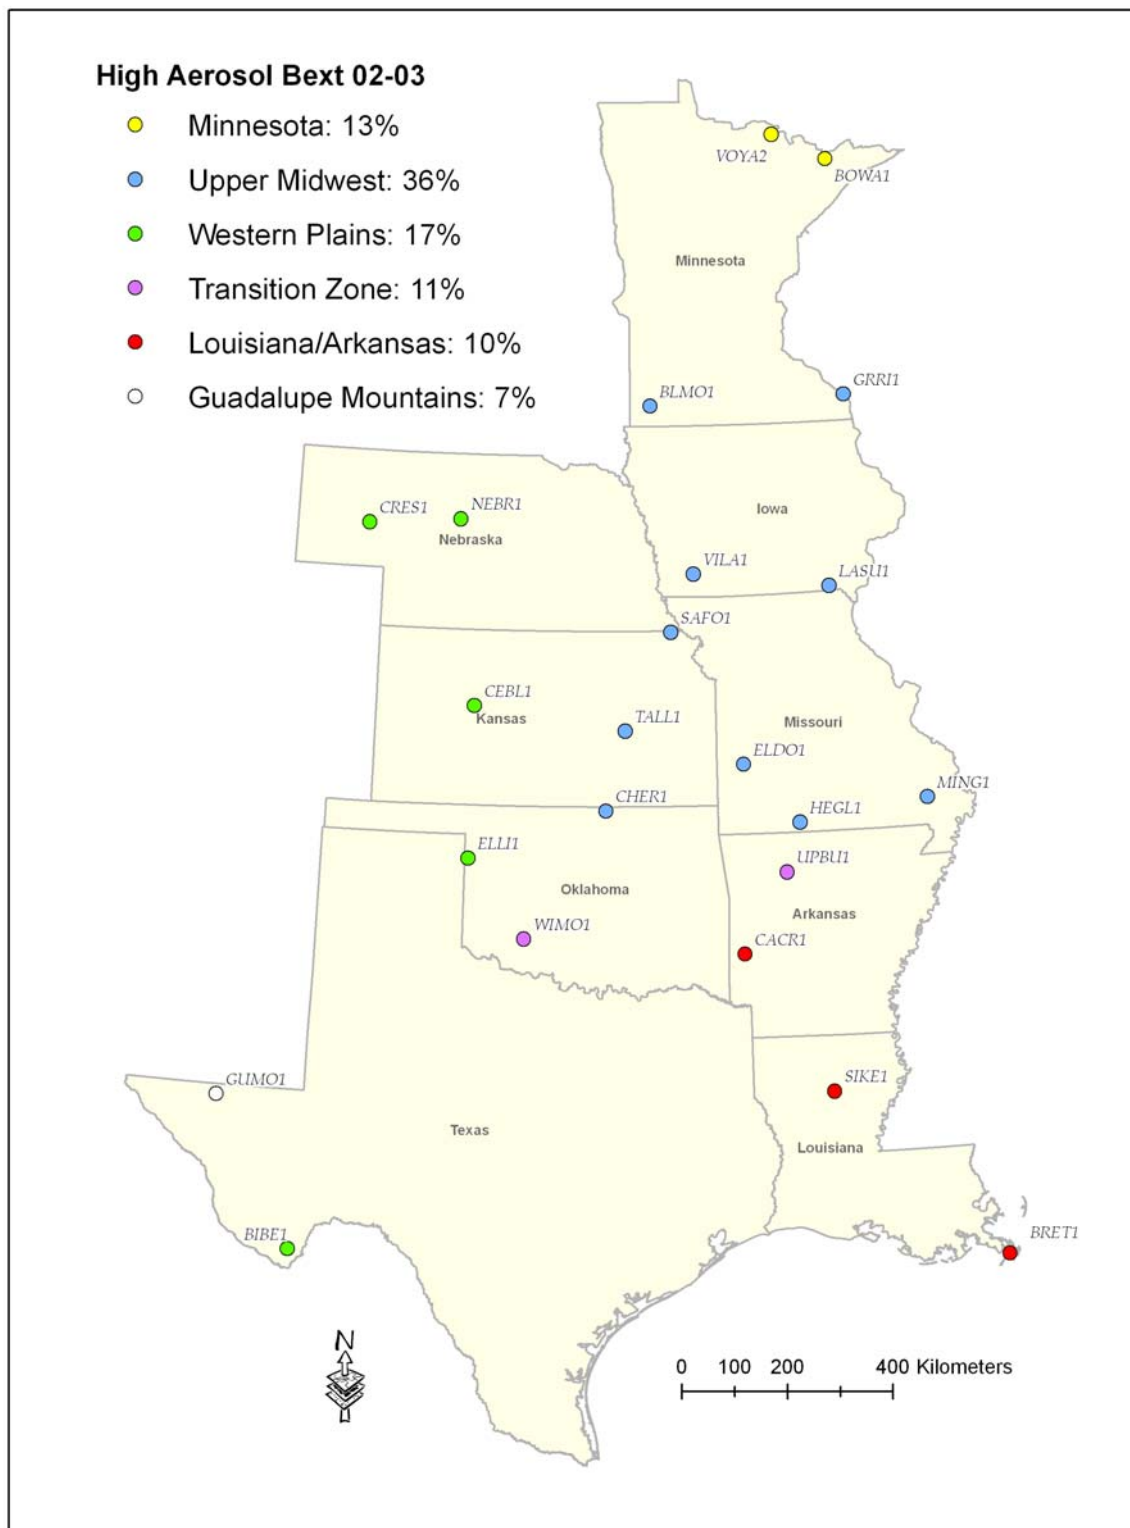 High Aerosol Bext 02-03
Minnesota: 13%
Upper Midwest: 36%
Western Plains: 17%
Transition Zone: 11%
Louisiana/Arkansas: 10%
Guadalupe Mountains: 7%
VOYA2
BOWA1
Minnesota
GRRI1
BLMO1
CRES1
NEBR1
Nebraska
Iowa
VILA1
LASU1
SAFO1
CEBL1
Kansas
TALL1
Missouri
ELDO1
MING1
CHER1
HEGL1
ELLI1
UPBU1
Oklahoma
Arkansas
WIMO1
CACR1
GUMO1
SIKE1
Texas
Louisiana
BIBE1
BRET1
N
0 100 200 400 Kilometers